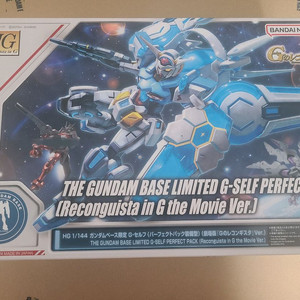 BANDAI
THE GUNDAM BASE LIMITED G-SELF PERFECT
(Reconguista in G the Movie Ver.)
HG 1/144 ガンダムベース限定 G-セルフ(パーフェクトパック装備型)[劇場版『Gのレコンギスタ』Ver.]
THE GUNDAM BASE LIMITED G-SELF PERFECT PACK (Reconguista in G the Movie Ver.)